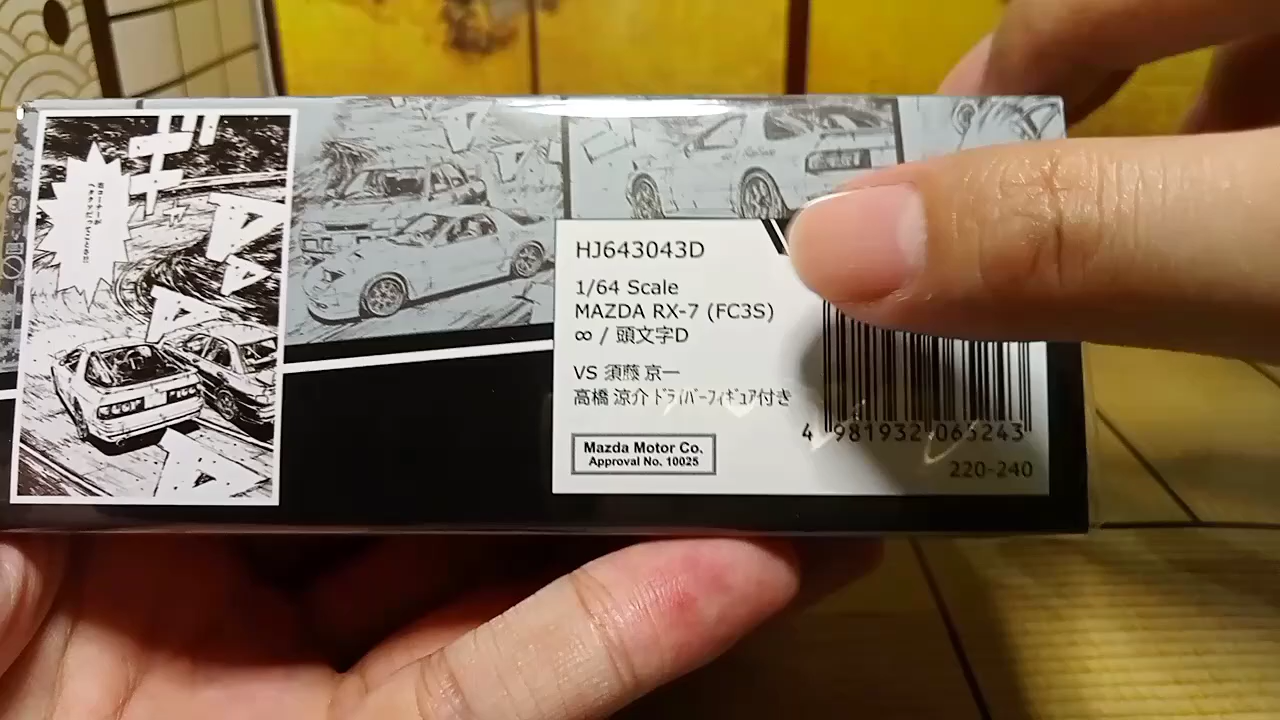 HJ643043D
1/64 Scale
MAZDA RX-7 (FC3S)
∞ / 頭文字D
VS 須藤 京一
高橋 涼介 ﾄﾞﾗｲﾊﾞｰﾌｨｷﾞｭｱ付き
Mazda Motor Co.
Approval No. 10025
4 981932 065243
220-240